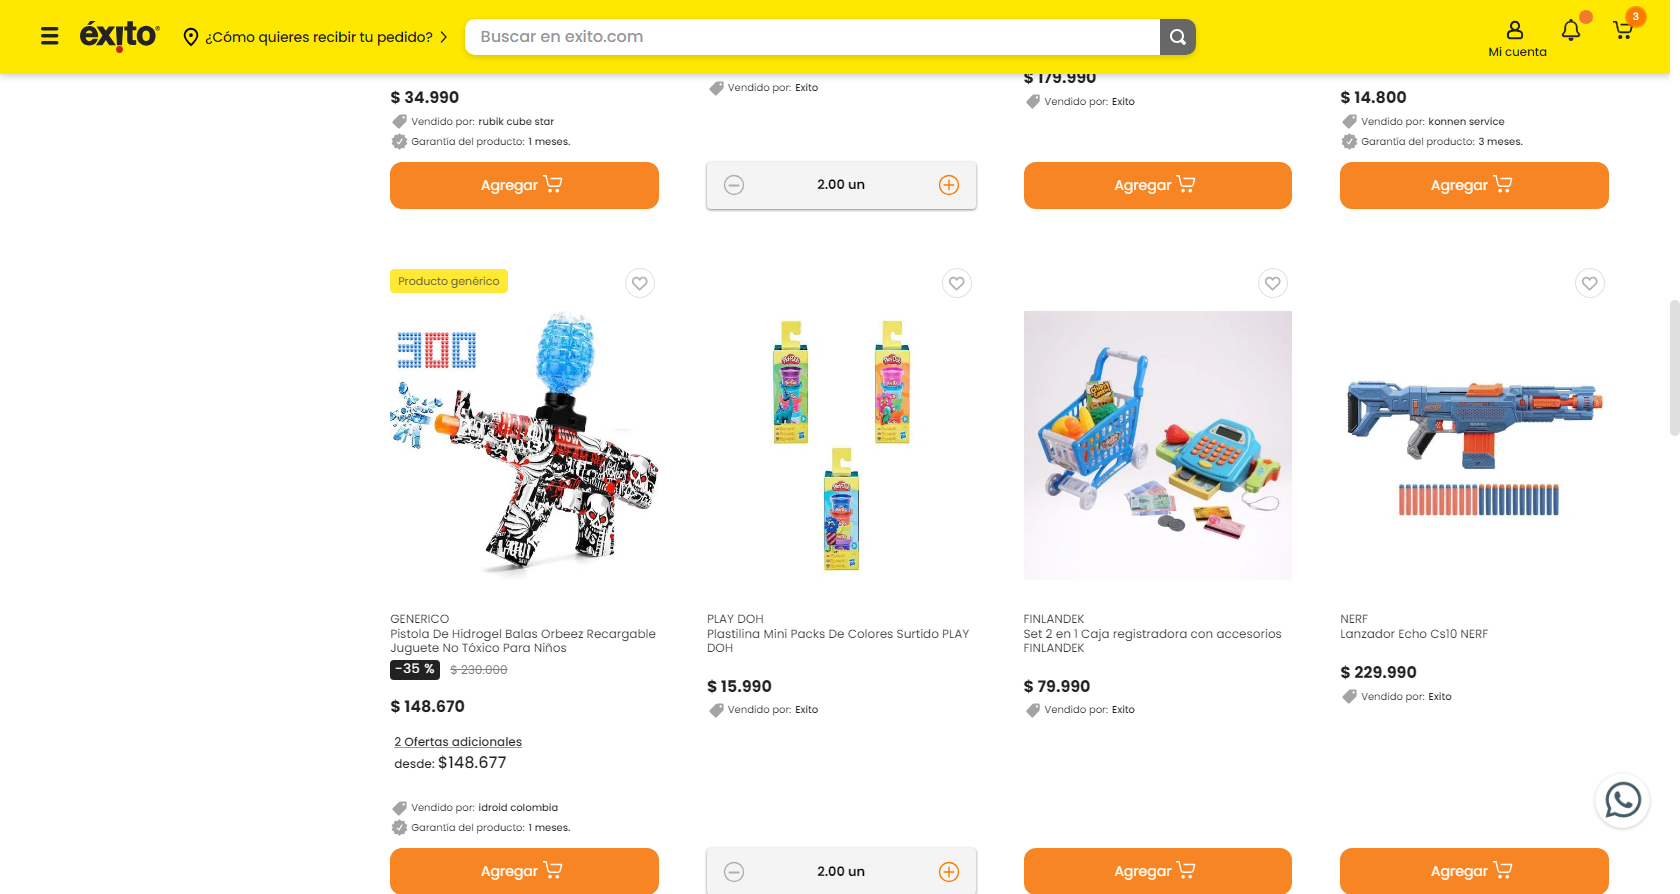 éxito
¿Cómo quieres recibir tu pedido?
Buscar en exito.com
Mi cuenta
3
$ 34.990
Vendido por: rubik cube star
Garantía del producto: 1 meses.
Agregar
Vendido por: Exito
2.00 un
$ 179.990
Vendido por: Exito
Agregar
$ 14.800
Vendido por: konnen service
Garantía del producto: 3 meses.
Agregar
Producto genérico
300
GENERICO
Pistola De Hidrogel Balas Orbeez Recargable
Juguete No Tóxico Para Niños
-35 % $ 230.000
$ 148.670
2 Ofertas adicionales
desde: $148.677
Vendido por: idroid colombia
Garantía del producto: 1 meses.
Agregar
PLAY DOH
Plastilina Mini Packs De Colores Surtido PLAY
DOH
$ 15.990
Vendido por: Exito
2.00 un
FINLANDEK
Set 2 en 1 Caja registradora con accesorios
FINLANDEK
$ 79.990
Vendido por: Exito
Agregar
NERF
Lanzador Echo Cs10 NERF
$ 229.990
Vendido por: Exito
Agregar